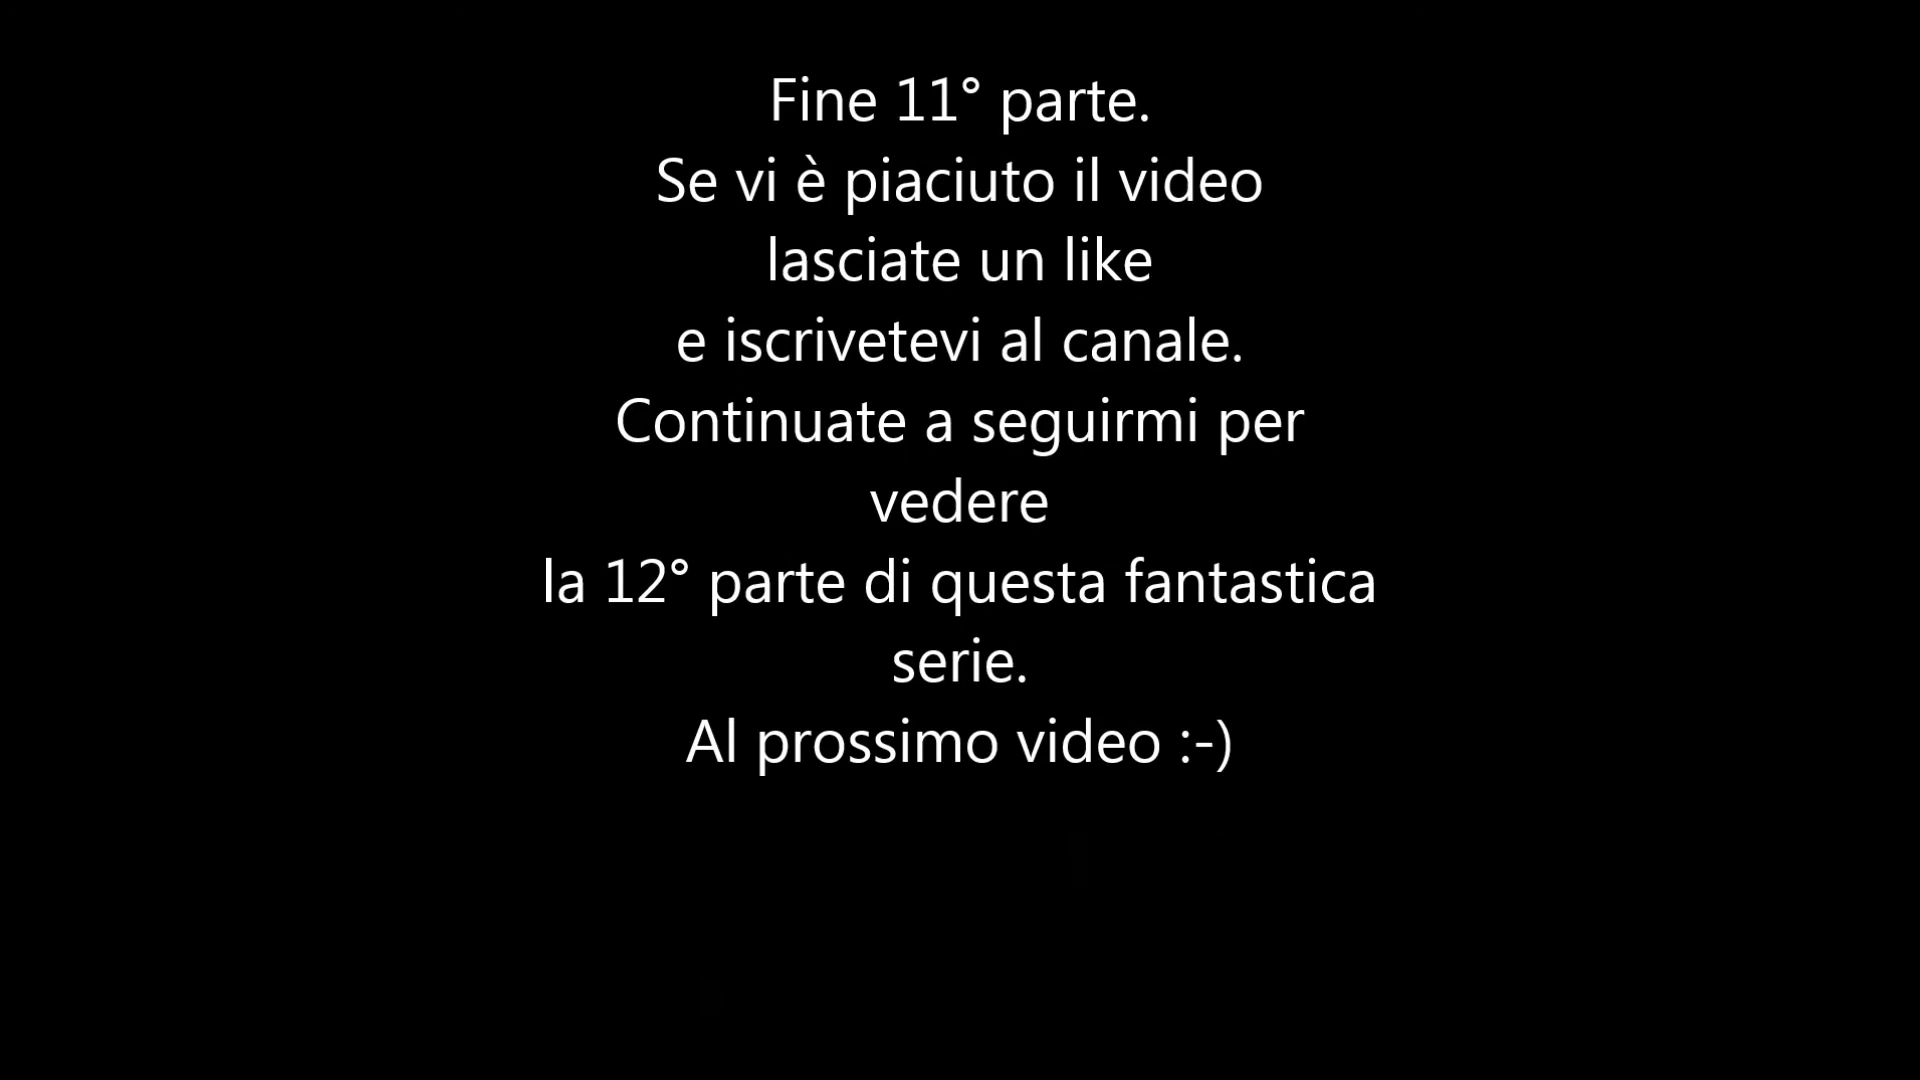 Fine 11° parte.
Se vi è piaciuto il video
lasciate un like
e iscrivetevi al canale.
Continuate a seguirmi per
vedere
la 12° parte di questa fantastica
serie.
Al prossimo video :-)